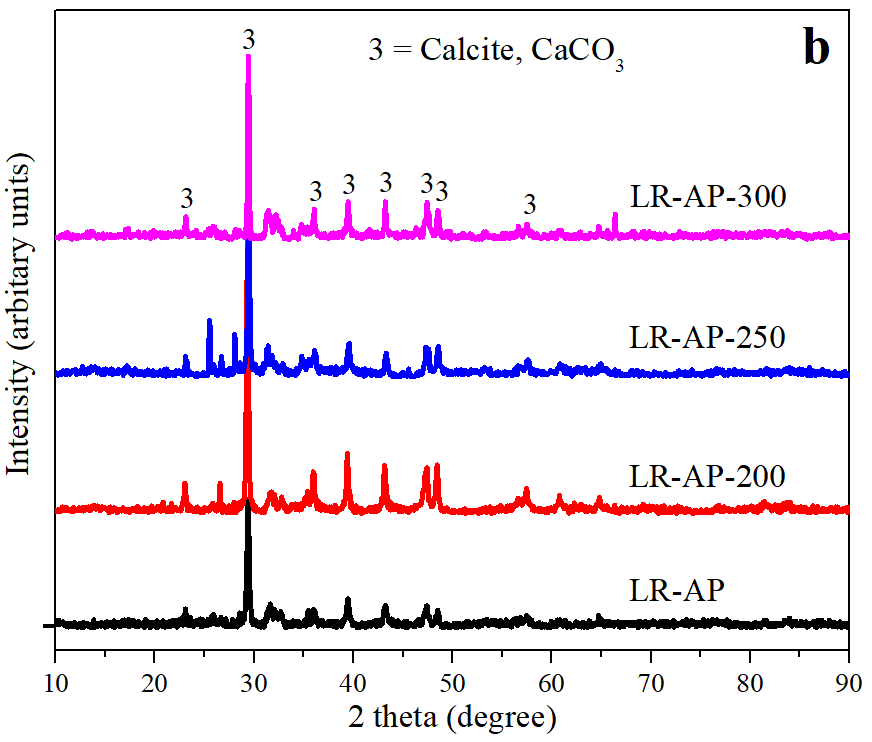 3
3 = Calcite, CaCO₃
b
3
3
3
3
3
3
3
LR-AP-300
LR-AP-250
LR-AP-200
LR-AP
Intensity (arbitary units)
10 20 30 40 50 60 70 80 90
2 theta (degree)